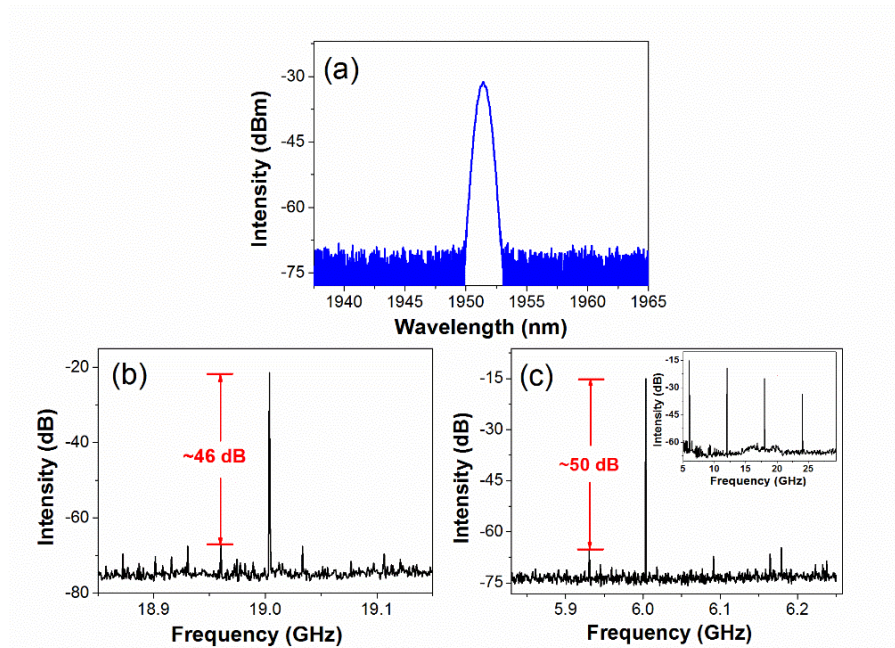 (a)
Intensity (dBm)
-30
-45
-60
-75
1940 1945 1950 1955 1960 1965
Wavelength (nm)
(b)
Intensity (dB)
-20
-40
-60
-80
~46 dB
18.9 19.0 19.1
Frequency (GHz)
(c)
Intensity (dB)
-15
-30
-45
-60
-75
~50 dB
5.9 6.0 6.1 6.2
Frequency (GHz)
Intensity (dB)
-15
-30
-45
-60
5 10 15 20 25
Frequency (GHz)